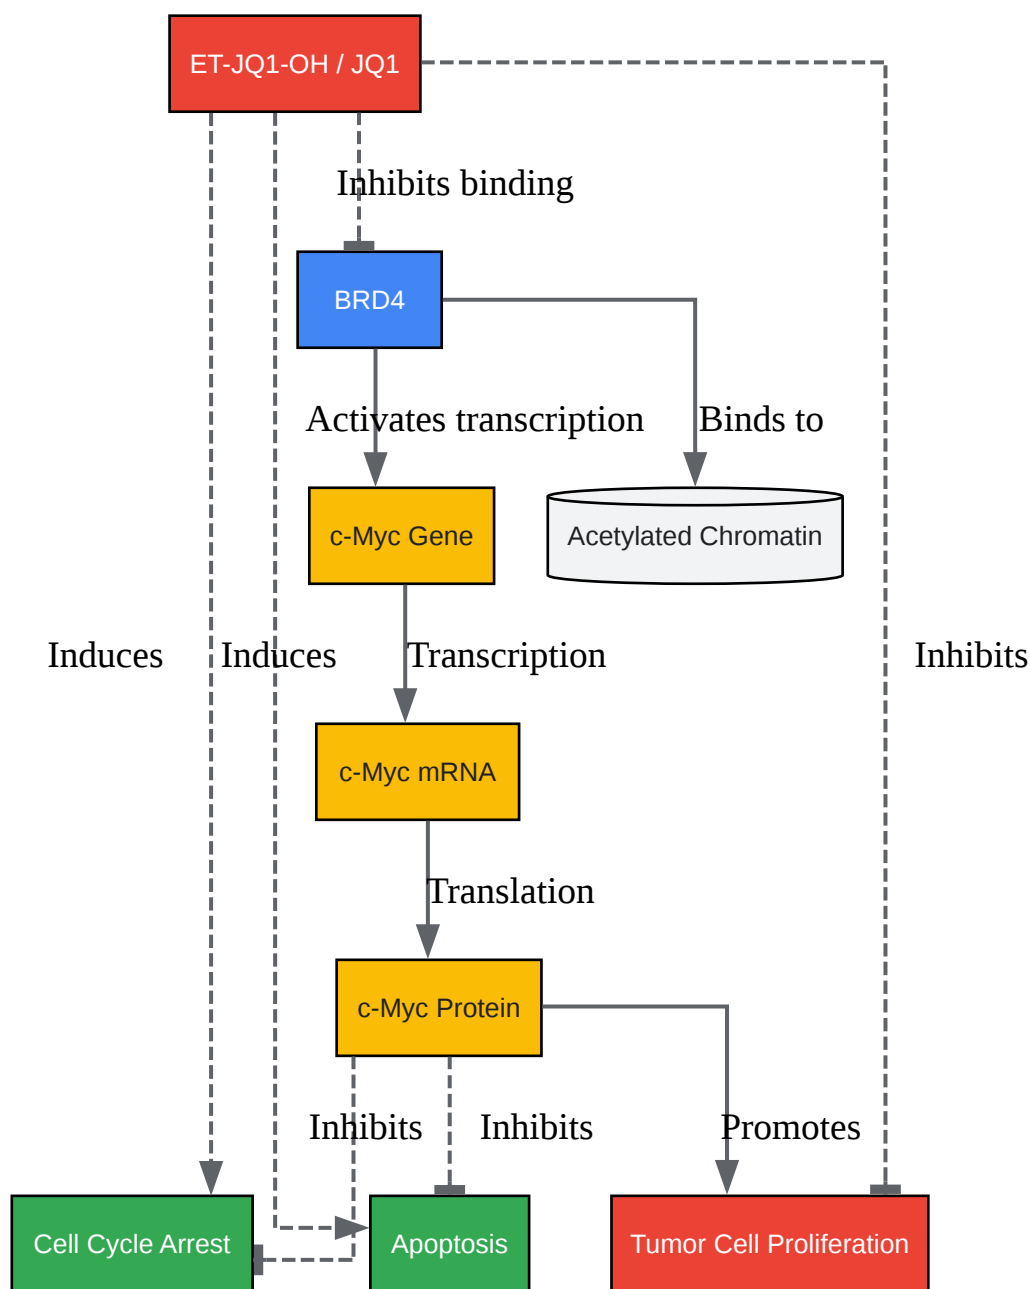 ET-JQ1-OH / JQ1
Inhibits binding
BRD4
Activates transcription
Binds to
c-Myc Gene
Acetylated Chromatin
Induces
Induces
Transcription
Inhibits
c-Myc mRNA
Translation
c-Myc Protein
Inhibits
Inhibits
Promotes
Cell Cycle Arrest
Apoptosis
Tumor Cell Proliferation